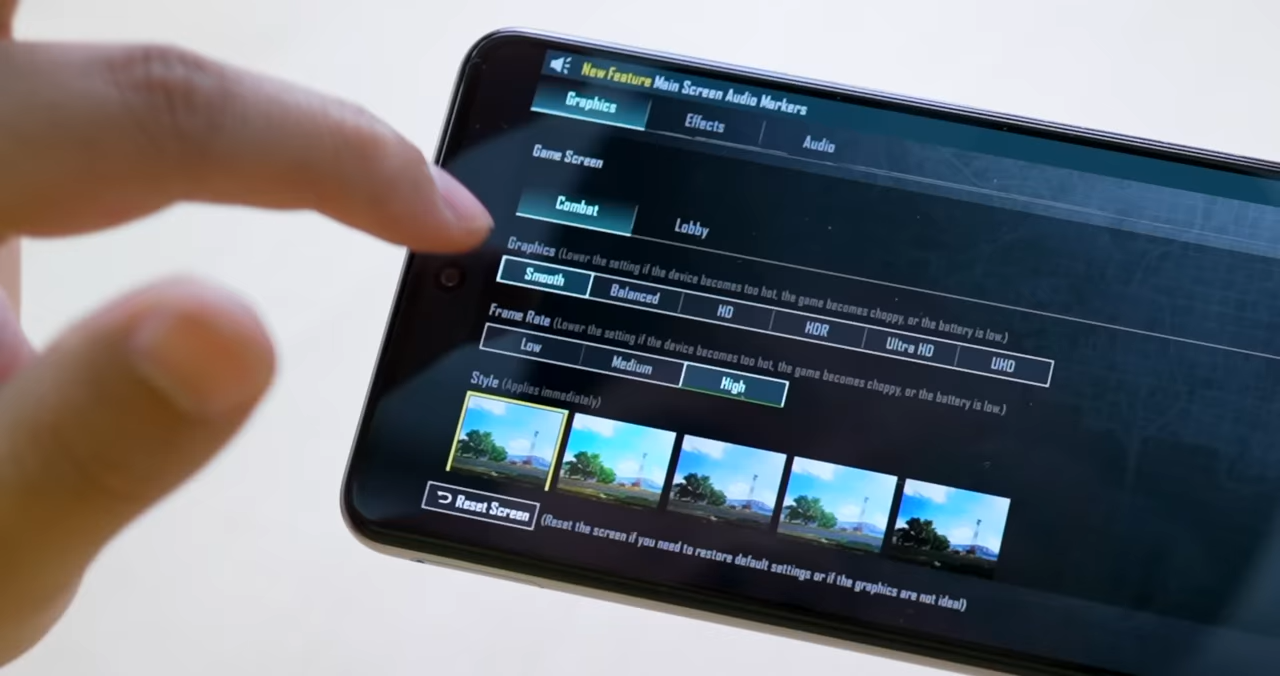 New Feature Main Screen Audio Markers
Graphics
Effects
Audio
Game Screen
Combat
Lobby
Graphics (Lower the setting if the device becomes too hot, the game becomes choppy, or the battery is low.)
Smooth
Balanced
HD
HDR
Ultra HD
UHD
Frame Rate (Lower the setting if the device becomes too hot, the game becomes choppy, or the battery is low.)
Low
Medium
High
Style (Applies immediately)
Reset Screen
(Reset the screen if you need to restore default settings or if the graphics are not ideal)